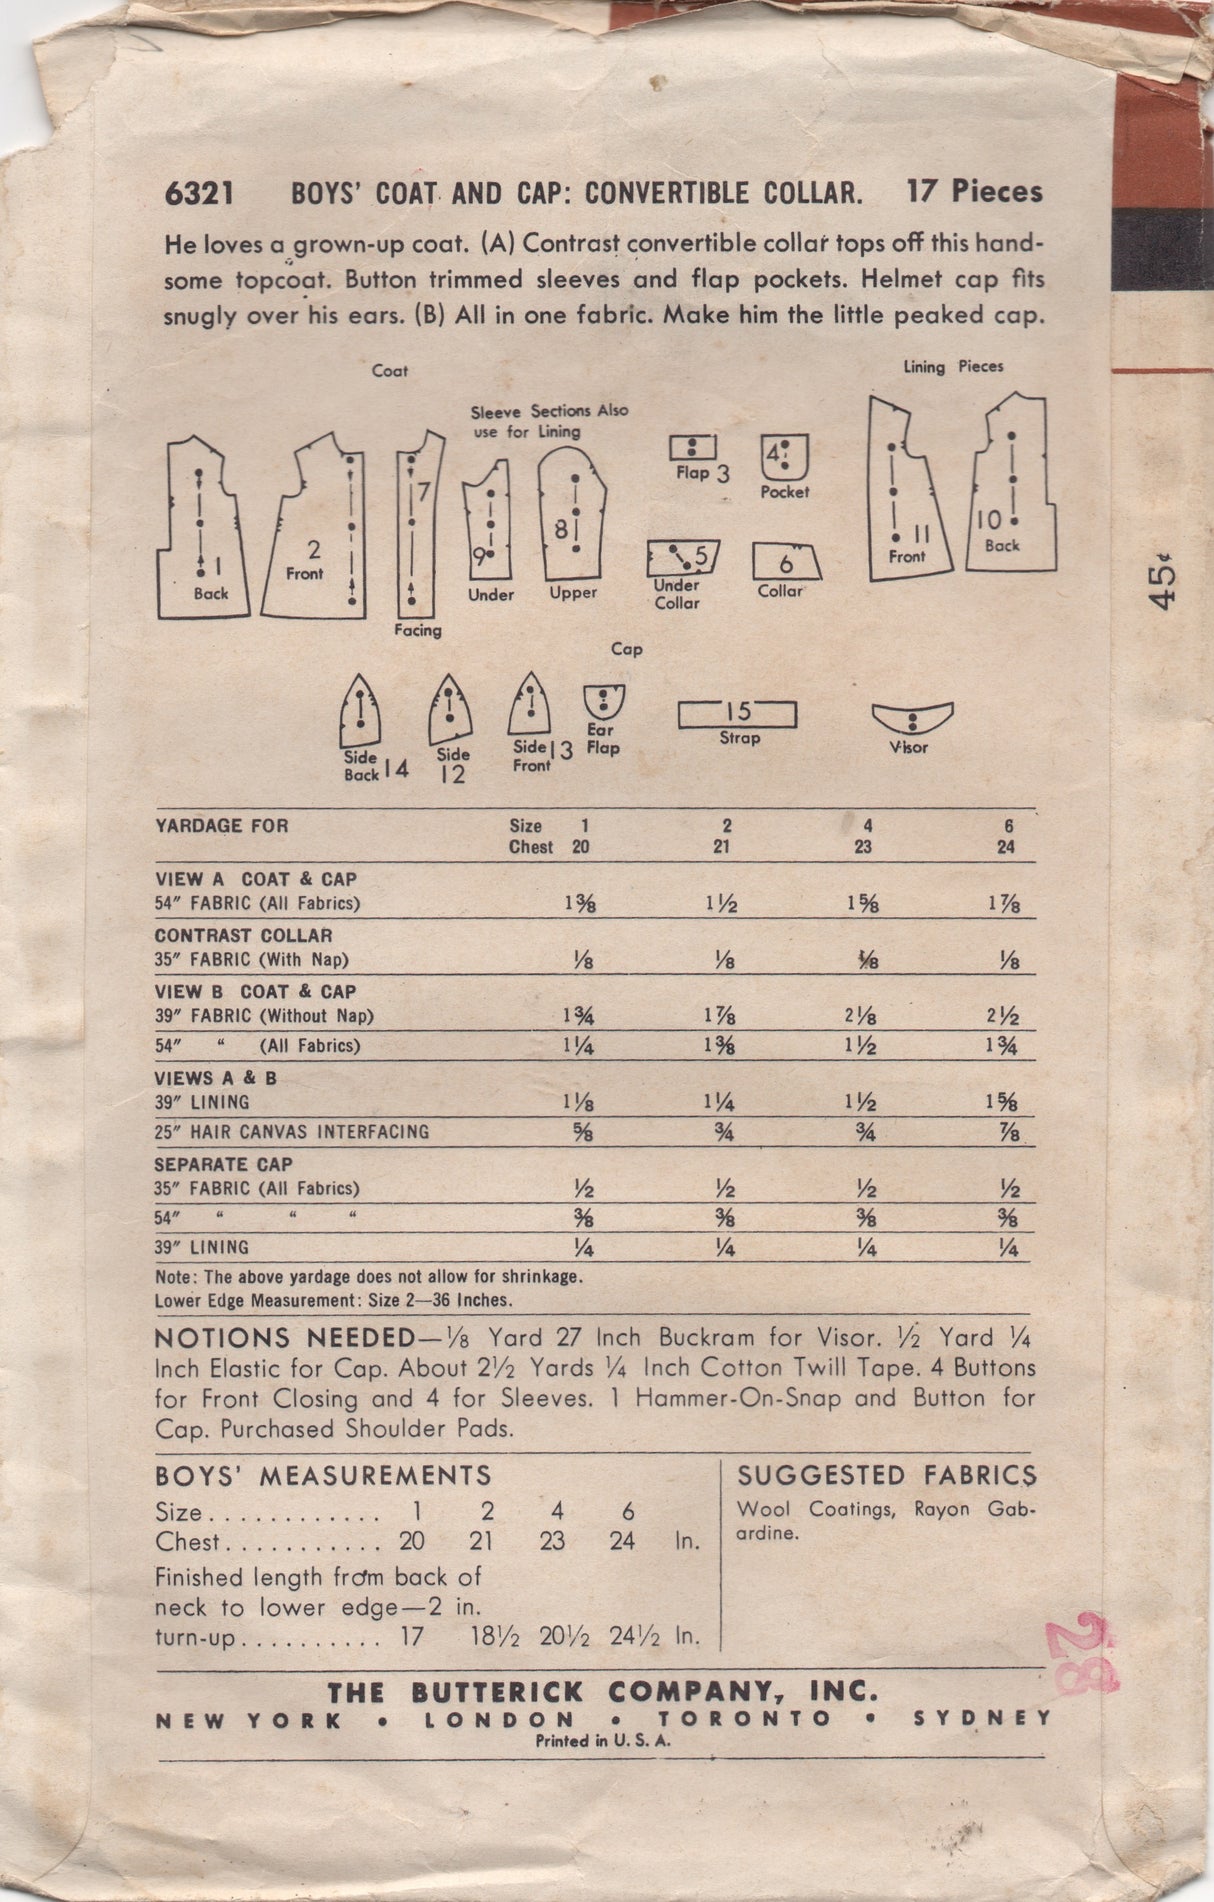 6321 BOYS' COAT AND CAP: CONVERTIBLE COLLAR. 17 Pieces
He loves a grown-up coat. (A) Contrast convertible collar tops off this hand-
some topcoat. Button trimmed sleeves and flap pockets. Helmet cap fits
snugly over his ears. (B) All in one fabric. Make him the little peaked cap.
Coat
Lining Pieces
Sleeve Sections Also
use for Lining
1
Back
2
Front
7
Facing
9
Under
8
Upper
Flap 3
4
Pocket
5
Under
Collar
6
Collar
11
Front
10
Back
45¢
Cap
Side
Back 14
Side
12
Side 13
Front
Ear
Flap
15
Strap
Visor
YARDAGE FOR Size 1 2 4 6
Chest 20 21 23 24
VIEW A COAT & CAP
54" FABRIC (All Fabrics) 1⅜ 1½ 1⅝ 1⅞
CONTRAST COLLAR
35" FABRIC (With Nap) ⅛ ⅛ ⅛ ⅛
VIEW B COAT & CAP
39" FABRIC (Without Nap) 1¾ 1⅞ 2⅛ 2½
54" " (All Fabrics) 1¼ 1⅜ 1½ 1¾
VIEWS A & B
39" LINING 1⅛ 1¼ 1½ 1⅝
25" HAIR CANVAS INTERFACING ⅝ ¾ ¾ ⅞
SEPARATE CAP
35" FABRIC (All Fabrics) ½ ½ ½ ½
54" " " " ⅜ ⅜ ⅜ ⅜
39" LINING ¼ ¼ ¼ ¼
Note: The above yardage does not allow for shrinkage.
Lower Edge Measurement: Size 2—36 Inches.
NOTIONS NEEDED—⅛ Yard 27 Inch Buckram for Visor. ½ Yard ¼
Inch Elastic for Cap. About 2½ Yards ¼ Inch Cotton Twill Tape. 4 Buttons
for Front Closing and 4 for Sleeves. 1 Hammer-On-Snap and Button for
Cap. Purchased Shoulder Pads.
BOYS' MEASUREMENTS
Size............ 1 2 4 6
Chest........... 20 21 23 24 In.
Finished length from back of
neck to lower edge—2 in.
turn-up.......... 17 18½ 20½ 24½ In.
SUGGESTED FABRICS
Wool Coatings, Rayon Gab-
ardine.
28
THE BUTTERICK COMPANY, INC.
NEW YORK • LONDON • TORONTO • SYDNEY
Printed in U. S. A.